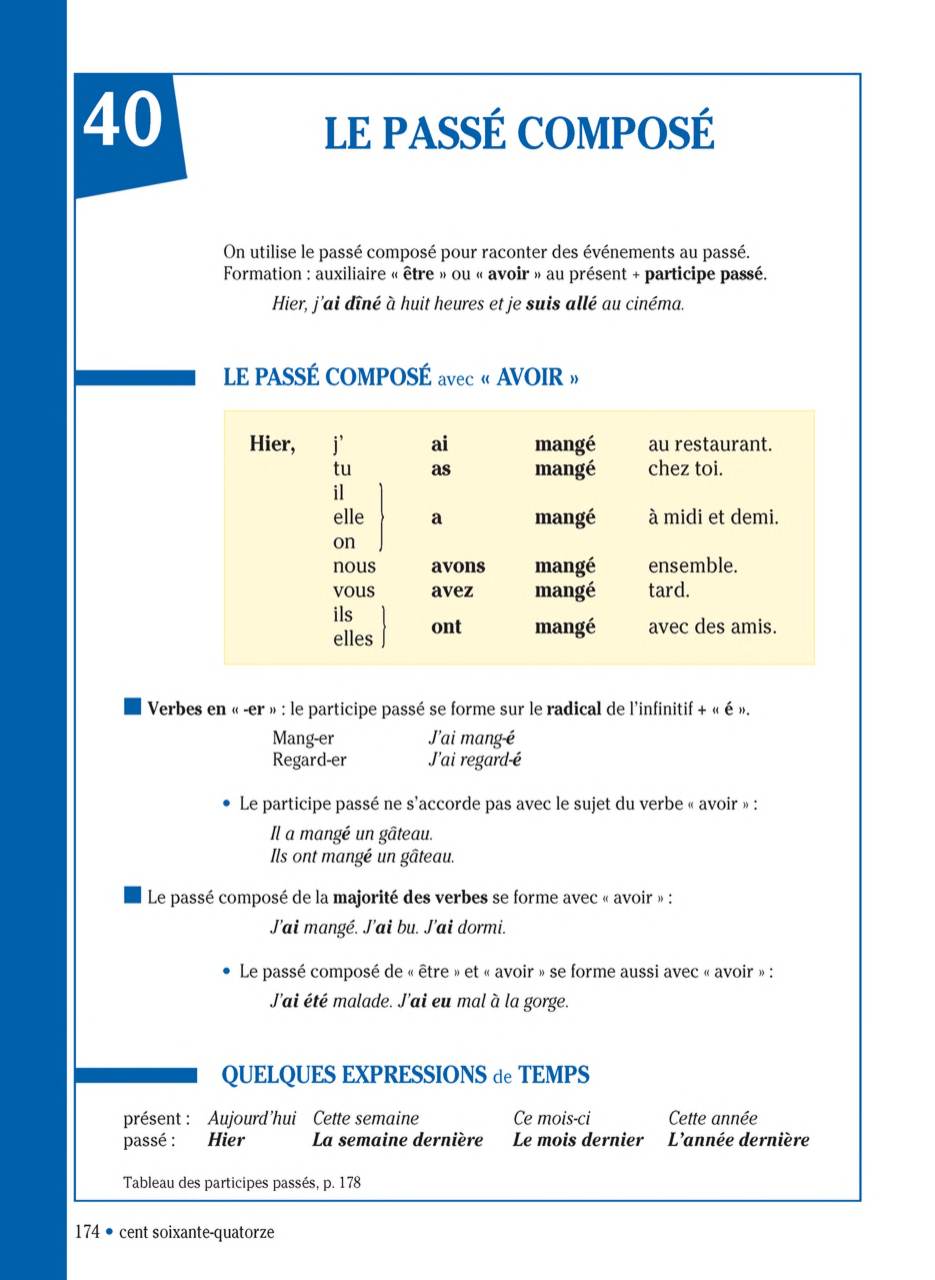 40
LE PASSÉ COMPOSÉ
On utilise le passé composé pour raconter des événements au passé.
Formation : auxiliaire « être » ou « avoir » au présent + participe passé.
Hier, j'ai dîné à huit heures et je suis allé au cinéma.
LE PASSÉ COMPOSÉ avec « AVOIR »
Hier, j' ai mangé au restaurant.
tu as mangé chez toi.
il
elle a mangé à midi et demi.
on
nous avons mangé ensemble.
vous avez mangé tard.
ils
ont mangé avec des amis.
elles
Verbes en « -er » : le participe passé se forme sur le radical de l'infinitif + « é ».
Mang-er J'ai mang-é
Regard-er J'ai regard-é
• Le participe passé ne s'accorde pas avec le sujet du verbe « avoir » :
Il a mangé un gâteau.
Ils ont mangé un gâteau.
Le passé composé de la majorité des verbes se forme avec « avoir » :
J'ai mangé. J'ai bu. J'ai dormi.
• Le passé composé de « être » et « avoir » se forme aussi avec « avoir » :
J'ai été malade. J'ai eu mal à la gorge.
QUELQUES EXPRESSIONS de TEMPS
présent : Aujourd'hui Cette semaine Ce mois-ci Cette année
passé : Hier La semaine dernière Le mois dernier L'année dernière
Tableau des participes passés, p. 178
174 • cent soixante-quatorze